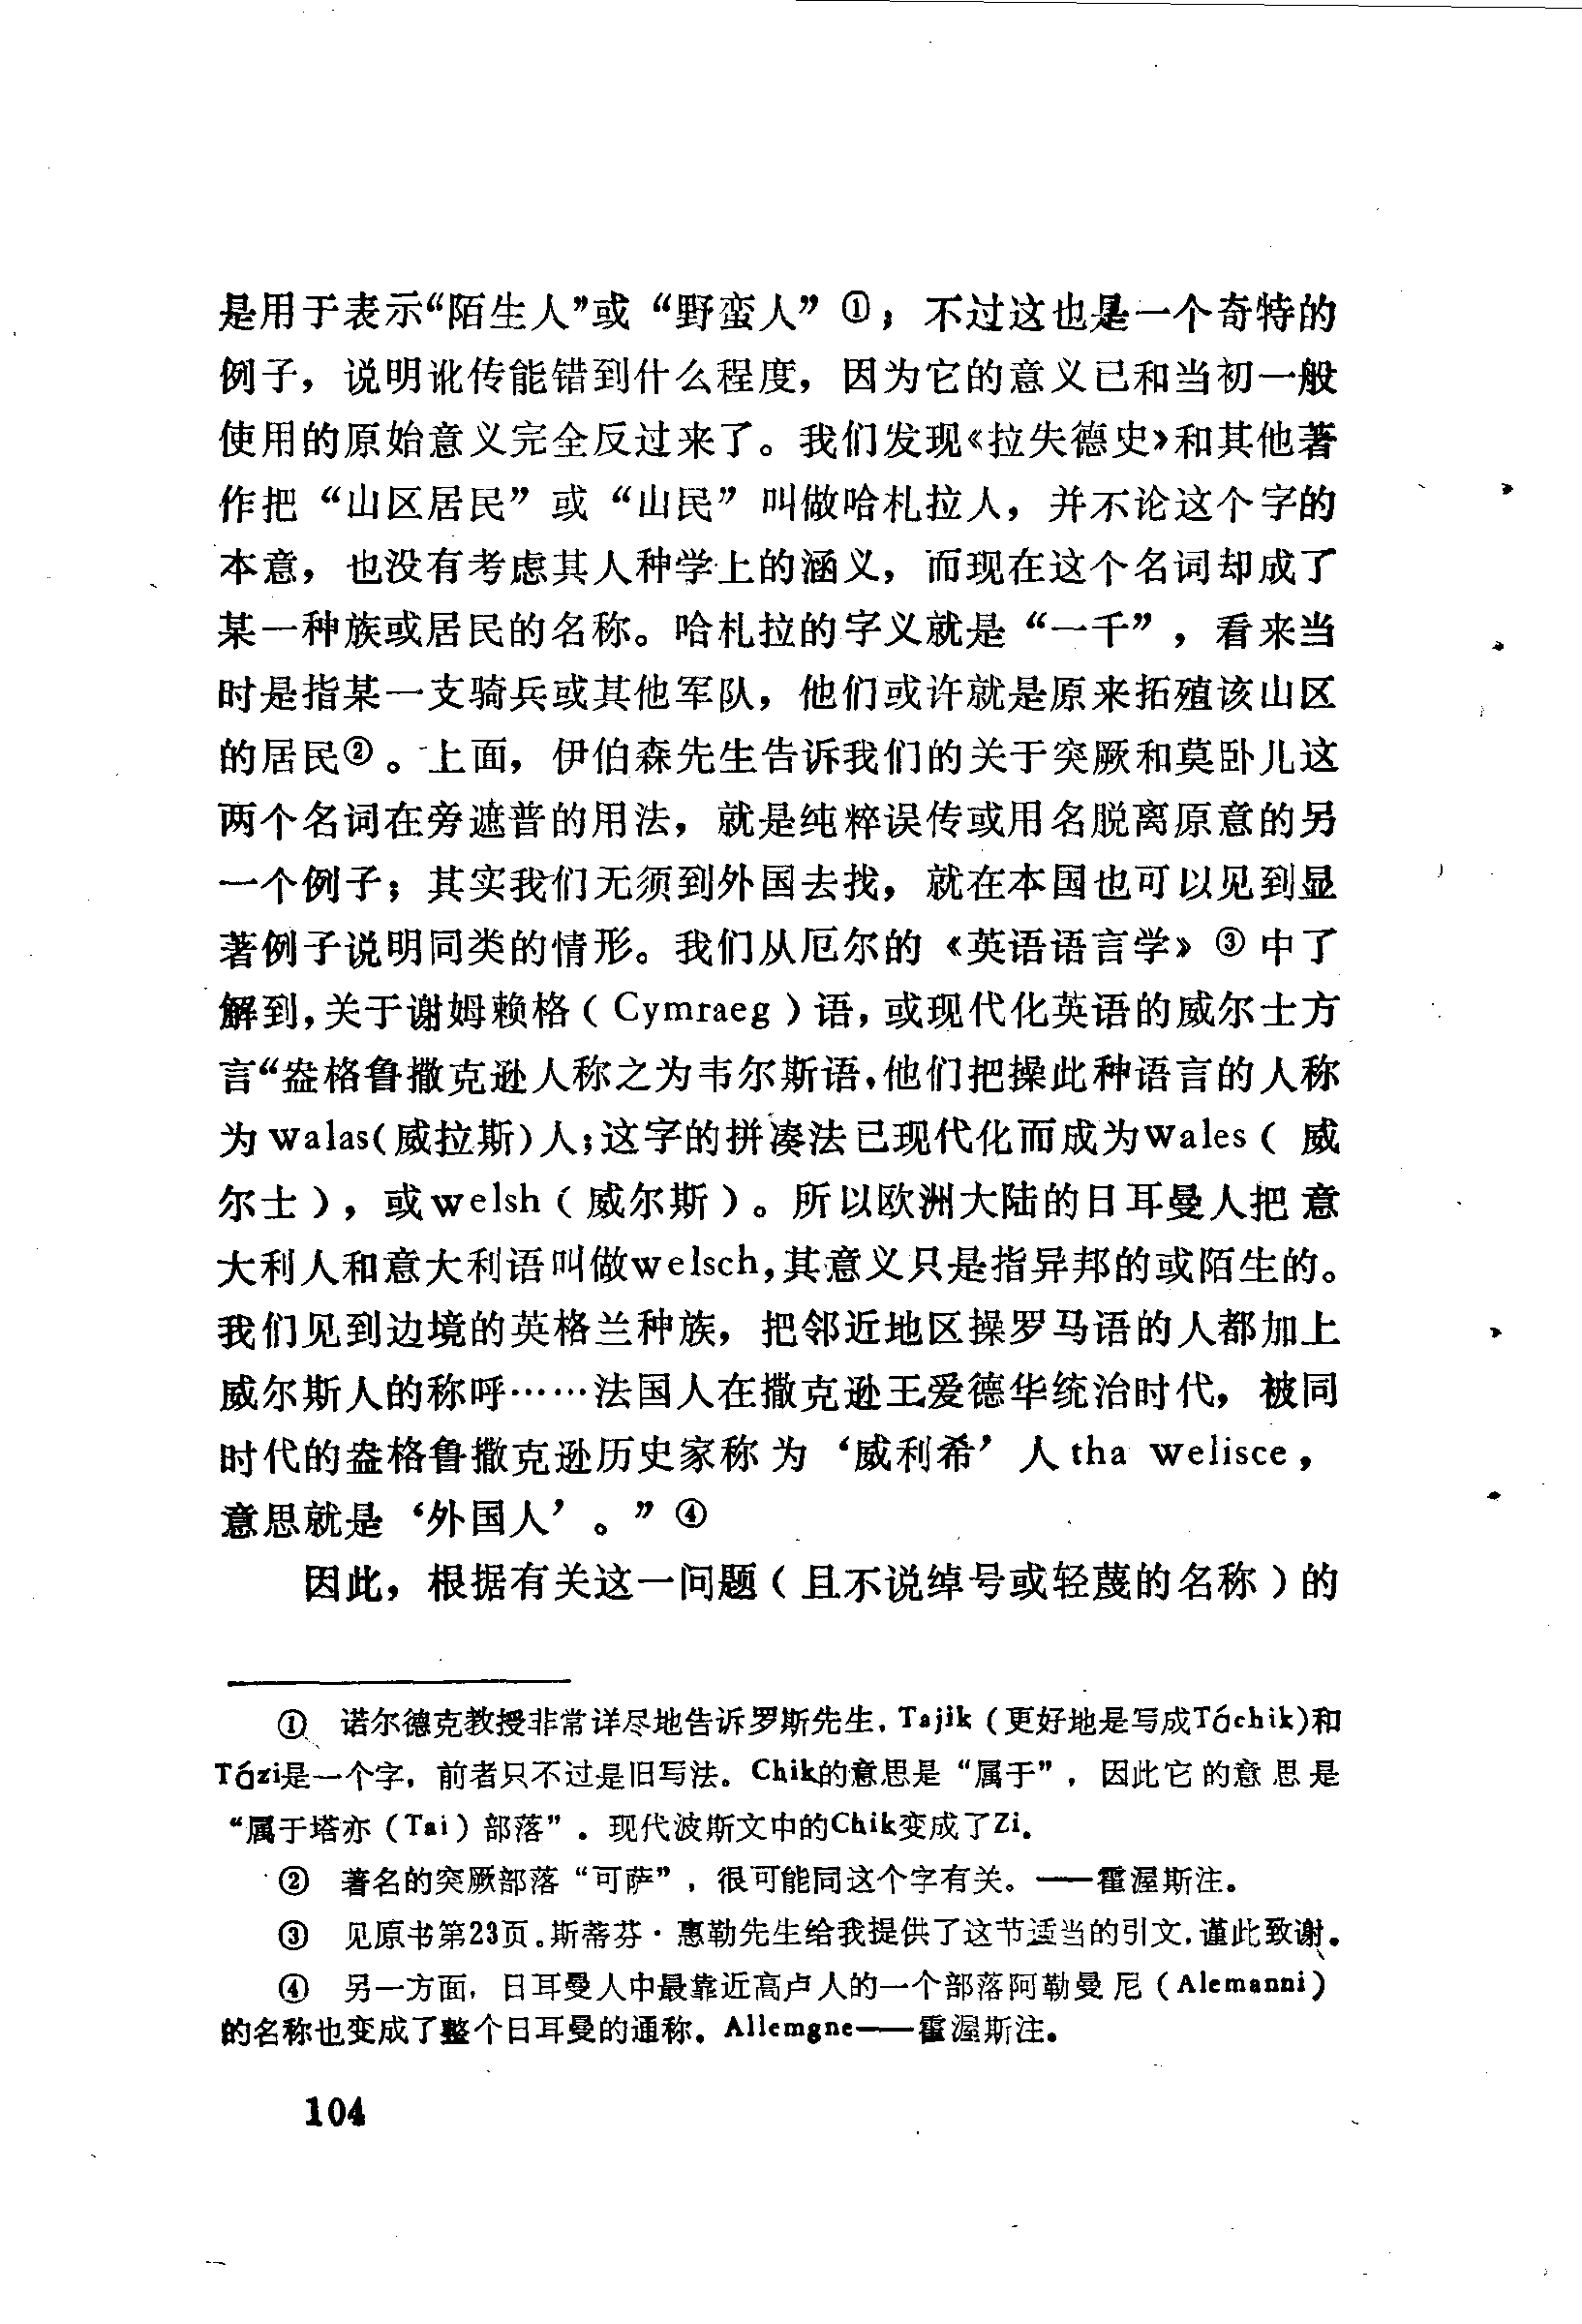 是用于表示“陌生人”或“野蛮人”①；不过这也是一个奇特的
例子，说明讹传能错到什么程度，因为它的意义已和当初一般
使用的原始意义完全反过来了。我们发现《拉失德史》和其他著
作把“山区居民”或“山民”叫做哈札拉人，并不论这个字的
本意，也没有考虑其人种学上的涵义，而现在这个名词却成了
某一种族或居民的名称。哈札拉的字义就是“一千”，看来当
时是指某一支骑兵或其他军队，他们或许就是原来拓殖该山区
的居民②。上面，伊伯森先生告诉我们的关于突厥和莫卧儿这
两个名词在旁遮普的用法，就是纯粹误传或用名脱离原意的另
一个例子；其实我们无须到外国去找，就在本国也可以见到显
著例子说明同类的情形。我们从厄尔的《英语语言学》③中了
解到，关于谢姆赖格（Cymraeg）语，或现代化英语的威尔士方
言“盎格鲁撒克逊人称之为韦尔斯语，他们把操此种语言的人称
为walas(威拉斯)人；这字的拼凑法已现代化而成为Wales（威
尔士），或welsh（威尔斯）。所以欧洲大陆的日耳曼人把意
大利人和意大利语叫做welsch，其意义只是指异邦的或陌生的。
我们见到边境的英格兰种族，把邻近地区操罗马语的人都加上
威尔斯人的称呼……法国人在撒克逊王爱德华统治时代，被同
时代的盎格鲁撒克逊历史家称为‘威利希’人tha welisce，
意思就是‘外国人’。”④
因此，根据有关这一问题（且不说绰号或轻蔑的名称）的
① 诺尔德克教授非常详尽地告诉罗斯先生，Tajik（更好地是写成Táchik)和
Tázi是一个字，前者只不过是旧写法。Chik的意思是“属于”，因此它的意思是
“属于塔亦（Tai）部落”。现代波斯文中的Chik变成了Zi。
② 著名的突厥部落“可萨”，很可能同这个字有关。——霍渥斯注。
③ 见原书第23页。斯蒂芬·惠勒先生给我提供了这节适当的引文，谨此致谢。
④ 另一方面，日耳曼人中最靠近高卢人的一个部落阿勒曼尼（Alemanni）
的名称也变成了整个日耳曼的通称。Allemgne——霍渥斯注。
104